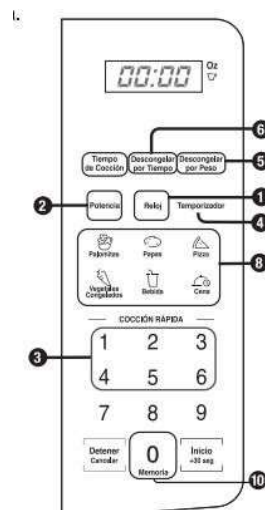 I.
00:00
Oz
6
Tiempo de Cocción
Descongelar por Tiempo
Descongelar por Peso
5
2
Potencia
Reloj
1
Temporizador
4
Palomitas
Papas
Pizza
8
Vegetales Congelados
Bebida
Cena
COCCIÓN RÁPIDA
3
1 2 3
4 5 6
7 8 9
Detener
Cancelar
0
Memoria
Inicio
+30 seg
10